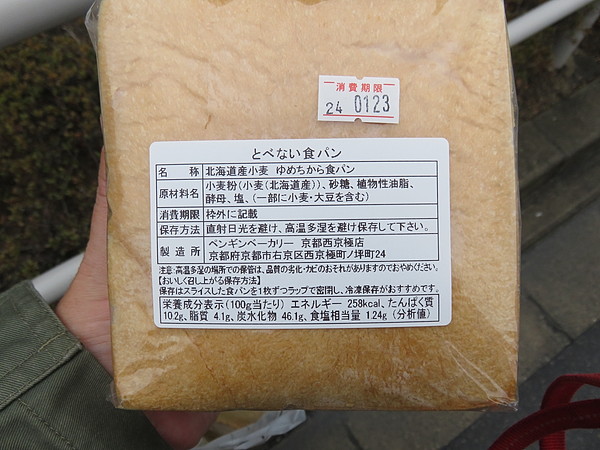 消費期限
24 0123
とべない食パン
名 称 北海道産小麦 ゆめちから食パン
原材料名 小麦粉(小麦(北海道産))、砂糖、植物性油脂、
酵母、塩、(一部に小麦・大豆を含む)
消費期限 枠外に記載
保存方法 直射日光を避け、高温多湿を避け保存して下さい。
製造所 ペンギンベーカリー 京都西京極店
京都府京都市右京区西京極町ノ坪町24
注意:高温多湿の場所での保管は、品質の劣化・カビのおそれがありますのでおやめください。
【おいしく召し上がる保存方法】
保存はスライスした食パンを1枚ずつラップで密閉し、冷凍保存がおすすめです。
栄養成分表示(100g当たり) エネルギー 258kcal、たんぱく質
10.2g、脂質 4.1g、炭水化物 46.1g、食塩相当量 1.24g (分析値)